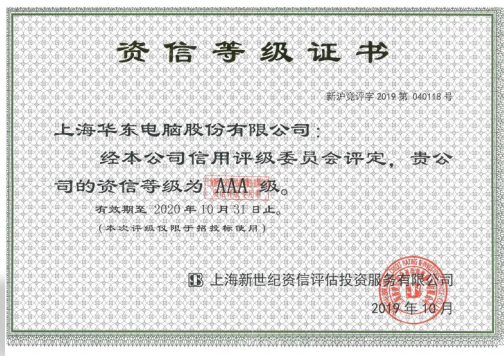 资信等级证书
新沪竞评字 2019 第 040118 号
上海华东电脑股份有限公司:
经本公司信用评级委员会评定，贵公
司的资信等级为 AAA 级。
有效期至 2020 年 10 月 31 日止。
(本次评级仅限于招投标使用)
上海新世纪资信评估投资服务有限公司
2019 年 10 月